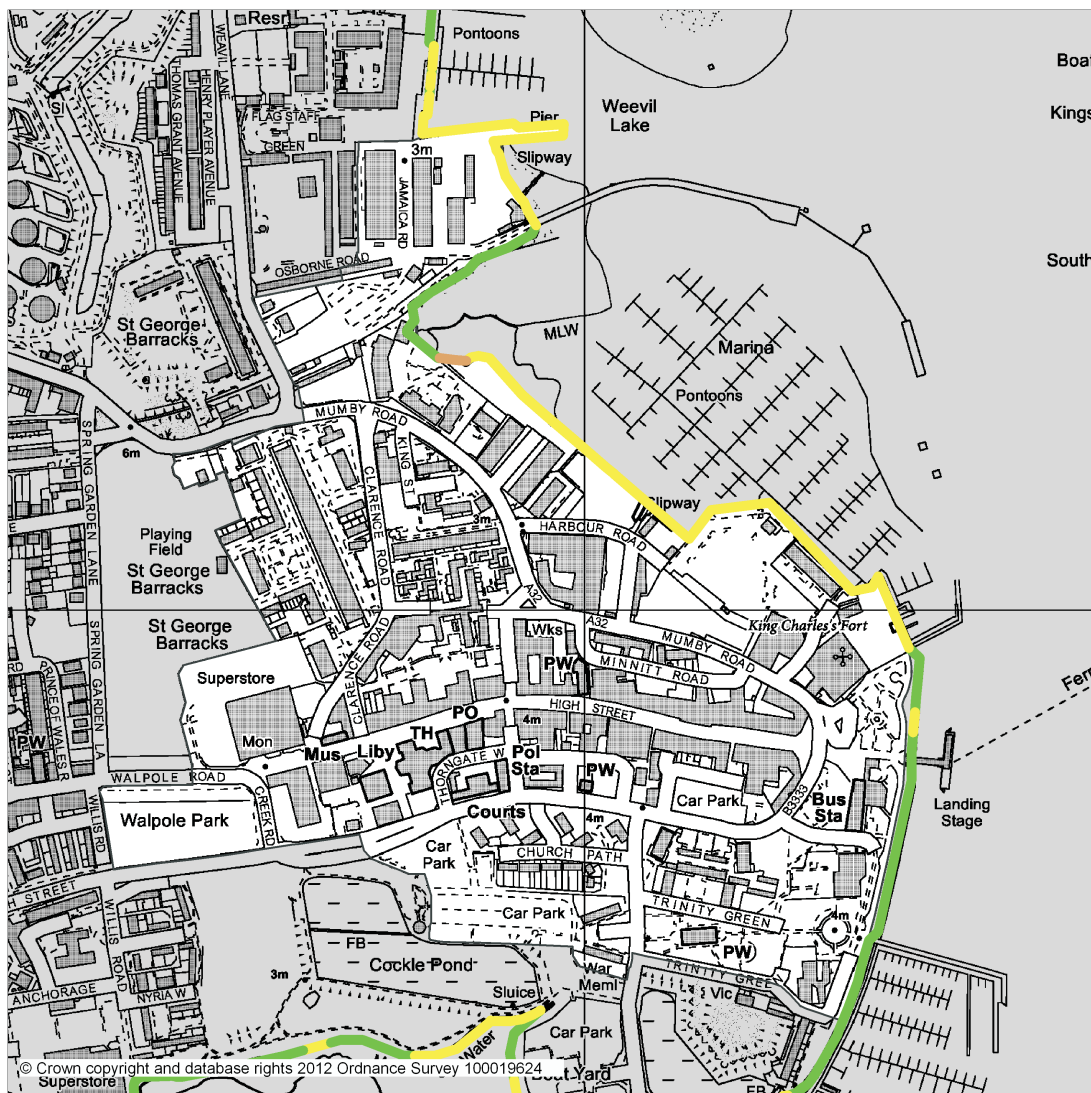 Resr
Pontoons
Boat
WEAVIL LANE
Weevil
Lake
Kings
SI
THOMAS GRANT AVENUE
HENRY PLAYER AVENUE
FLAG STAFF
GREEN
Pier
3m
Slipway
JAMAICA RD
OSBORNE ROAD
South
St George
Barracks
MLW
Marina
Pontoons
MUMBY ROAD
6m
SPRING GARDEN LANE
CLARENCE ROAD
KING ST
Slipway
3m
HARBOUR ROAD
Playing
Field
St George
Barracks
A32
A32
St George
Barracks
King Charles's Fort
Wks
MUMBY ROAD
PW
MINNITT ROAD
SPRING GARDEN LA
PRINCE OF WALES R
Superstore
CLARENCE ROAD
PO
HIGH STREET
4m
TH
PW
Mon
Mus
Liby
Pol
Sta
THORNGATE W
PW
WALPOLE ROAD
CREEK RD
Car Park
B3333
Bus
Sta
Landing
Stage
Walpole Park
WILLIS RD
Courts
4m
Car
Park
CHURCH PATH
H STREET
Car Park
TRINITY GREEN
4m
WILLIS ROAD
FB
Cockle Pond
PW
3m
War
Meml
TRINITY GREEN
ANCHORAGE
NYRIA W
Sluice
Vic
Car Park
Water
© Crown copyright and database rights 2012 Ordnance Survey 100019624
Superstore
Boat Yard
FB